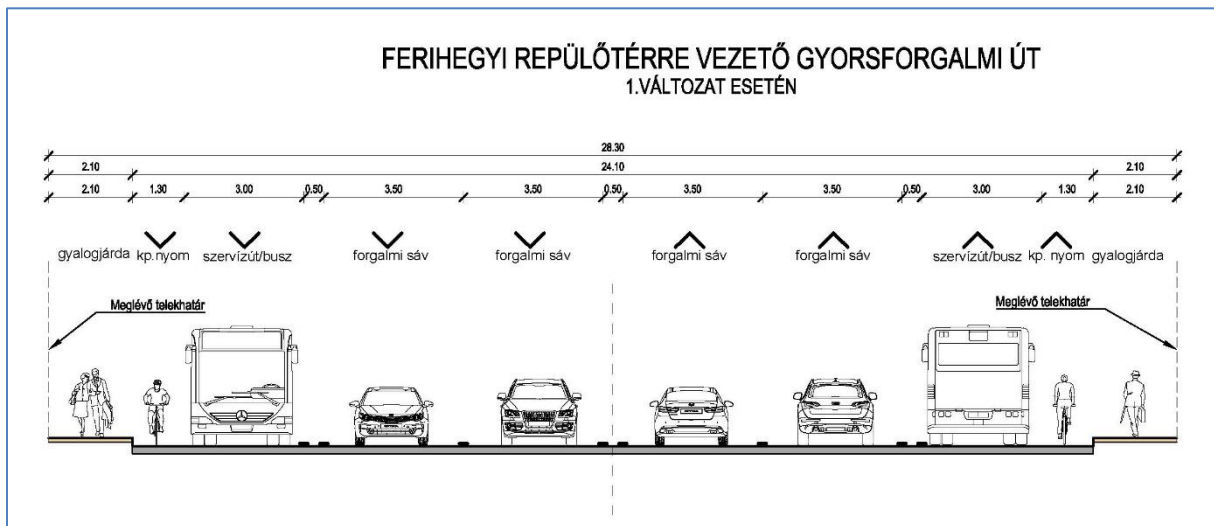 FERIHEGYI REPÜLŐTÉRRE VEZETŐ GYORSFORGALMI ÚT
1.VÁLTOZAT ESETÉN
28.30
2.10 24.10 2.10
2.10 1.30 3.00 0.50 3.50 3.50 0.50 3.50 3.50 0.50 3.00 1.30 2.10
gyalogjárda kp. nyom szervízút/busz forgalmi sáv forgalmi sáv forgalmi sáv forgalmi sáv szervízút/busz kp. nyom gyalogjárda
Meglévő telekhatár Meglévő telekhatár